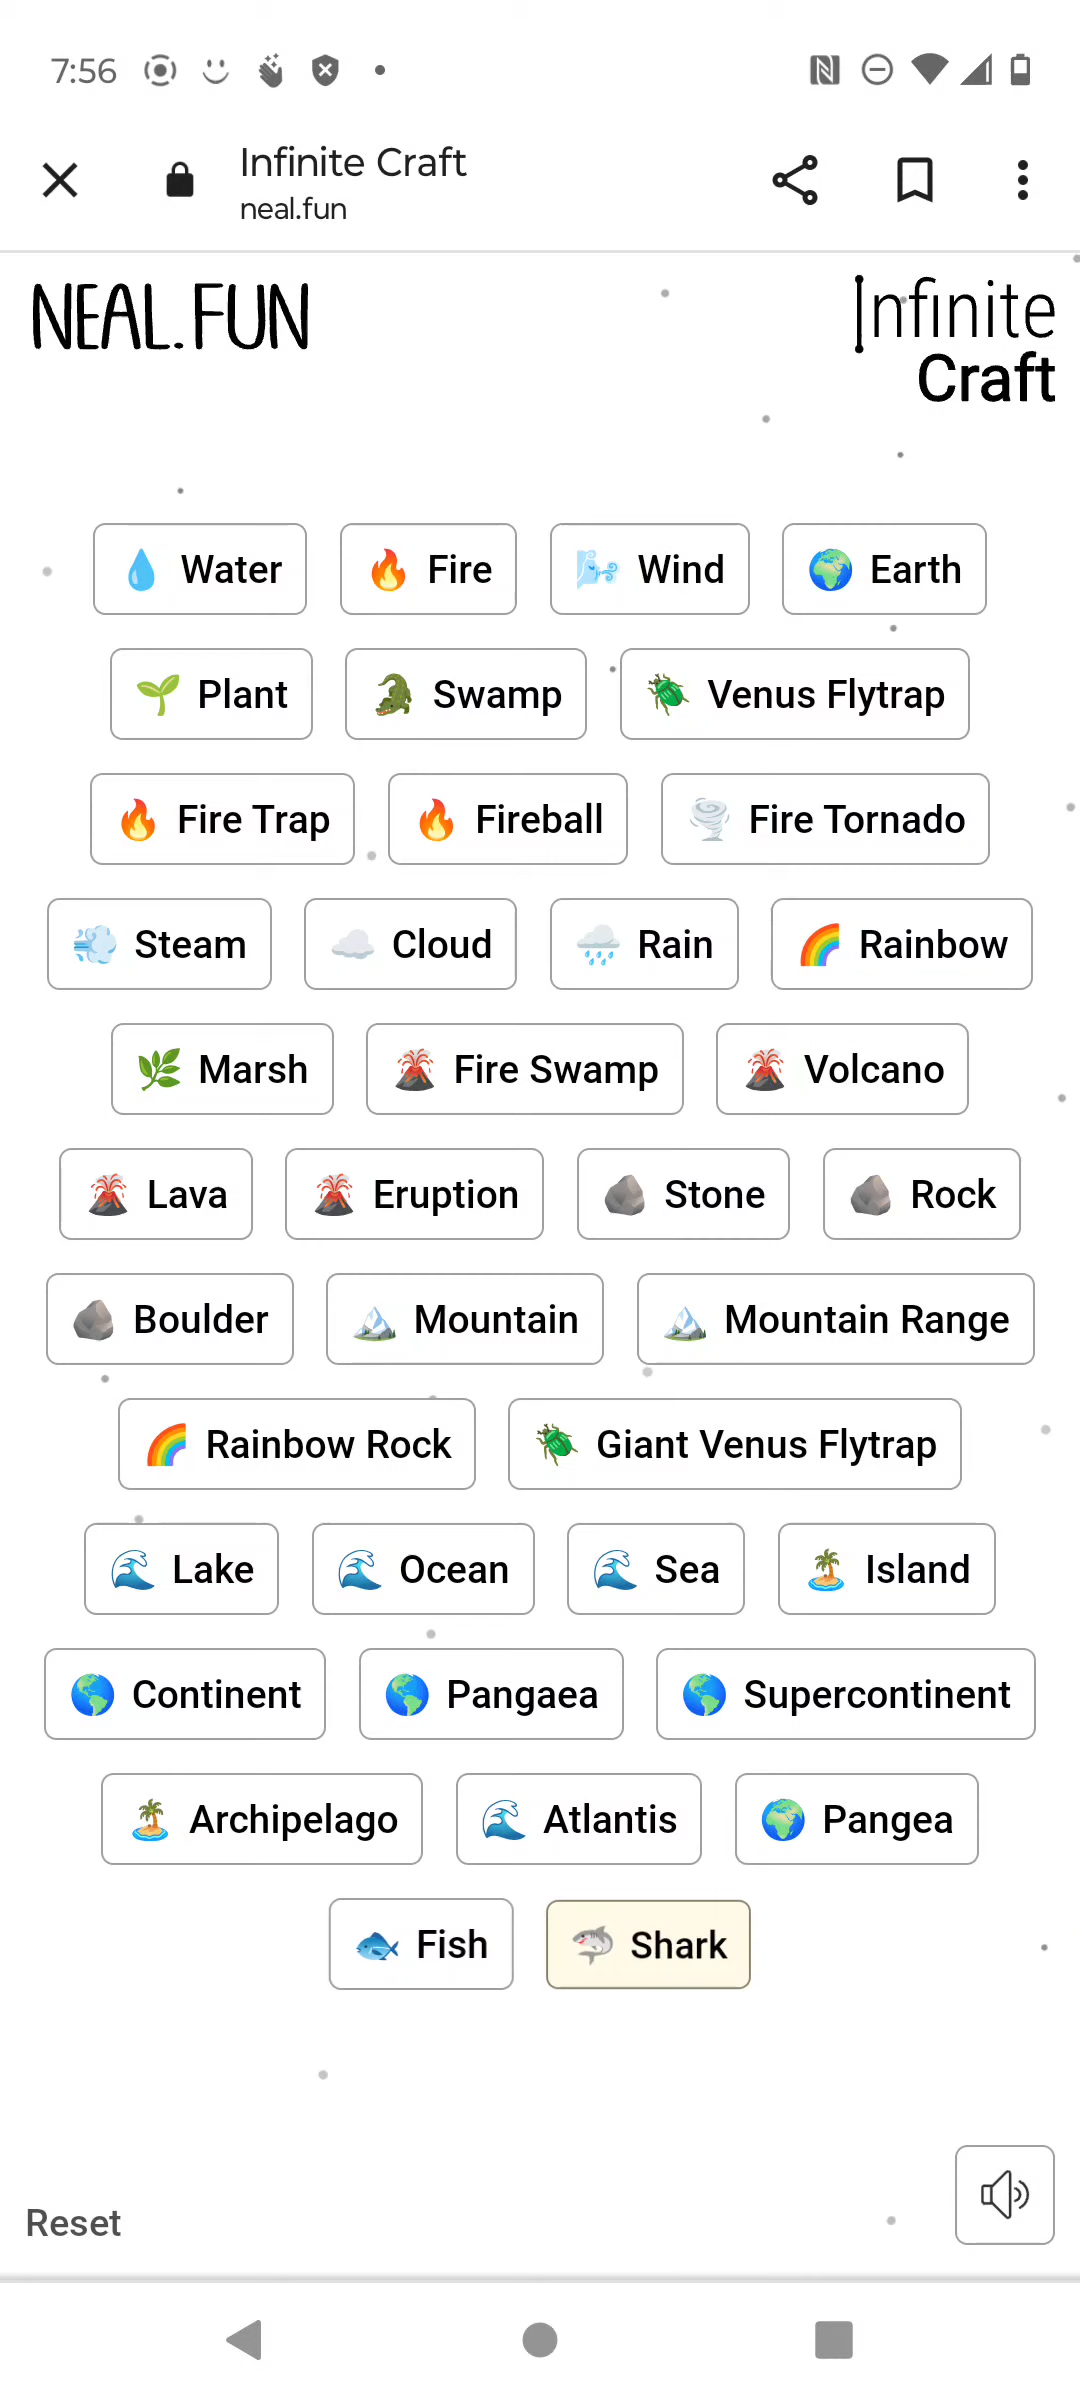 7:56
Infinite Craft
neal.fun
NEAL.FUN
Infinite
Craft
Water Fire Wind Earth
Plant Swamp Venus Flytrap
Fire Trap Fireball Fire Tornado
Steam Cloud Rain Rainbow
Marsh Fire Swamp Volcano
Lava Eruption Stone Rock
Boulder Mountain Mountain Range
Rainbow Rock Giant Venus Flytrap
Lake Ocean Sea Island
Continent Pangaea Supercontinent
Archipelago Atlantis Pangea
Fish Shark
Reset